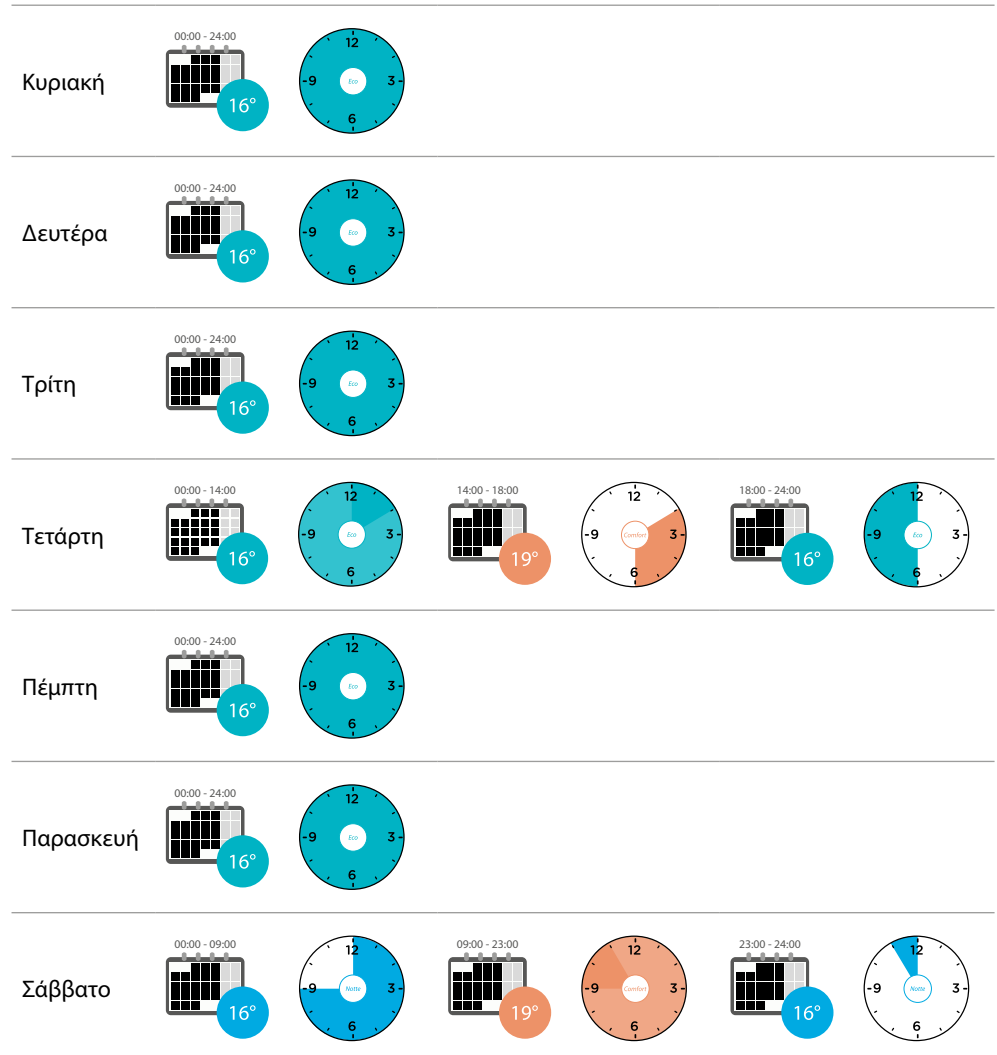 00:00 - 24:00
Κυριακή
16°
12
9
3
6
Eco
00:00 - 24:00
Δευτέρα
16°
12
9
3
6
Eco
00:00 - 24:00
Τρίτη
16°
12
9
3
6
Eco
Τετάρτη
00:00 - 14:00
16°
12
9
3
6
Eco
14:00 - 18:00
19°
12
9
3
6
Comfort
18:00 - 24:00
16°
12
9
3
6
Eco
00:00 - 24:00
Πέμπτη
16°
12
9
3
6
Eco
00:00 - 24:00
Παρασκευή
16°
12
9
3
6
Eco
Σάββατο
00:00 - 09:00
16°
12
9
3
6
Notte
09:00 - 23:00
19°
12
9
3
6
Comfort
23:00 - 24:00
16°
12
9
3
6
Notte